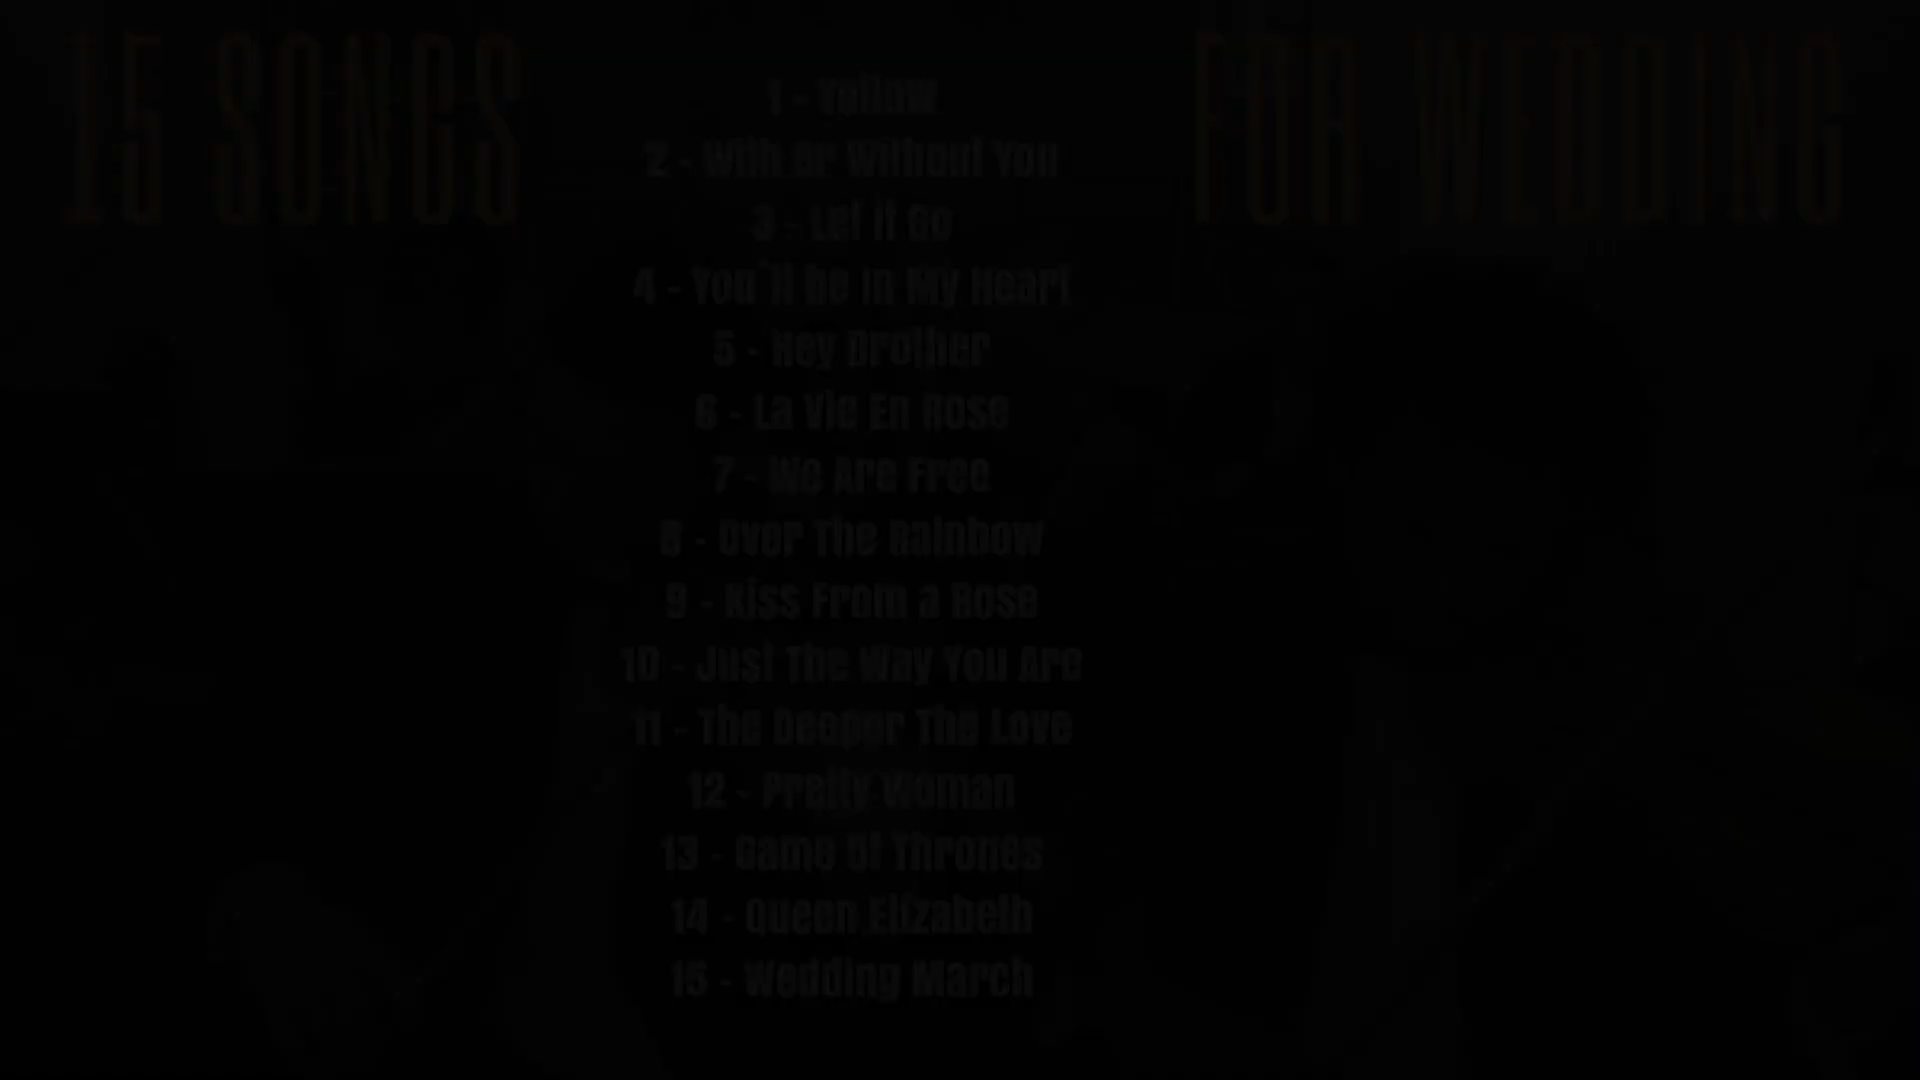 15 SONGS
FOR WEDDING
1 - Yellow
2 - With or Without You
3 - Let it Go
4 - You´ll be In My Heart
5 - Hey Brother
6 - La Vie En Rose
7 - We Are Free
8 - Over The Rainbow
9 - Kiss From a Rose
10 - Just The Way You Are
11 - The Deeper The Love
12 - Pretty Woman
13 - Game Of Thrones
14 - Queen Elizabeth
15 - Wedding March